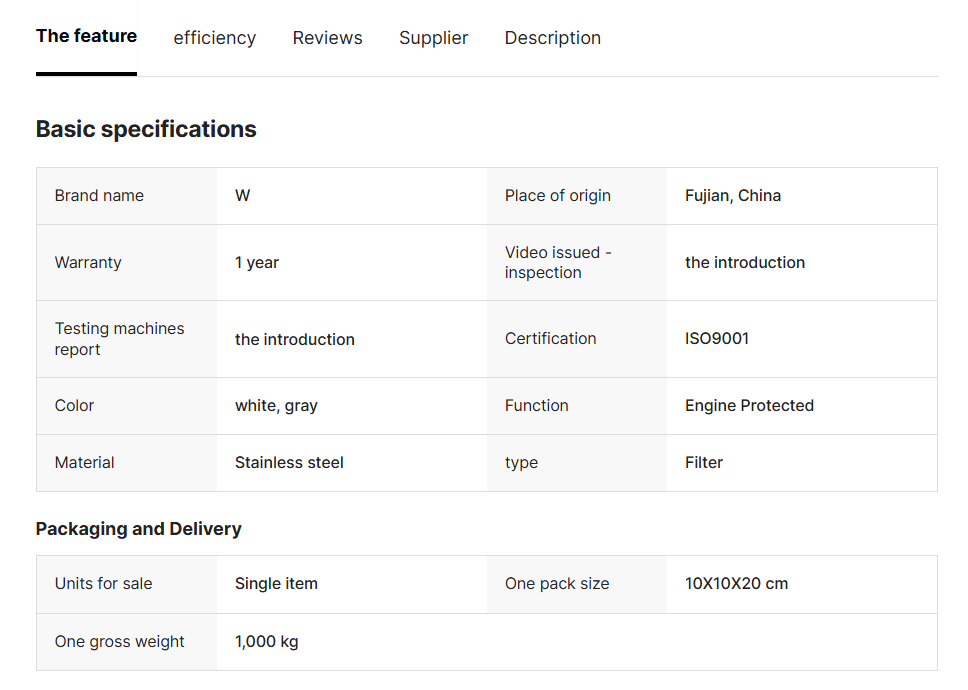 The feature efficiency Reviews Supplier Description
Basic specifications
Brand name W Place of origin Fujian, China
Warranty 1 year Video issued -
inspection the introduction
Testing machines
report the introduction Certification ISO9001
Color white, gray Function Engine Protected
Material Stainless steel type Filter
Packaging and Delivery
Units for sale Single item One pack size 10X10X20 cm
One gross weight 1,000 kg